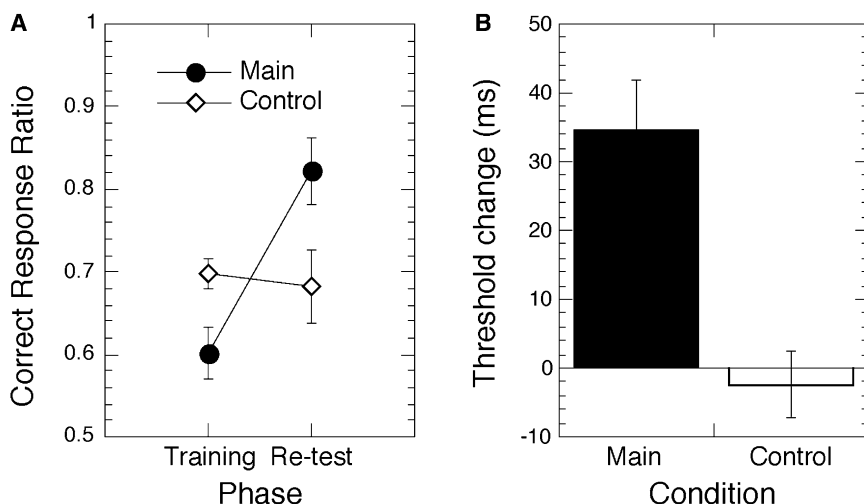 A
Correct Response Ratio
1
0.9
0.8
0.7
0.6
0.5
Main
Control
Training Re-test
Phase
B
Threshold change (ms)
50
40
30
20
10
0
-10
Main Control
Condition